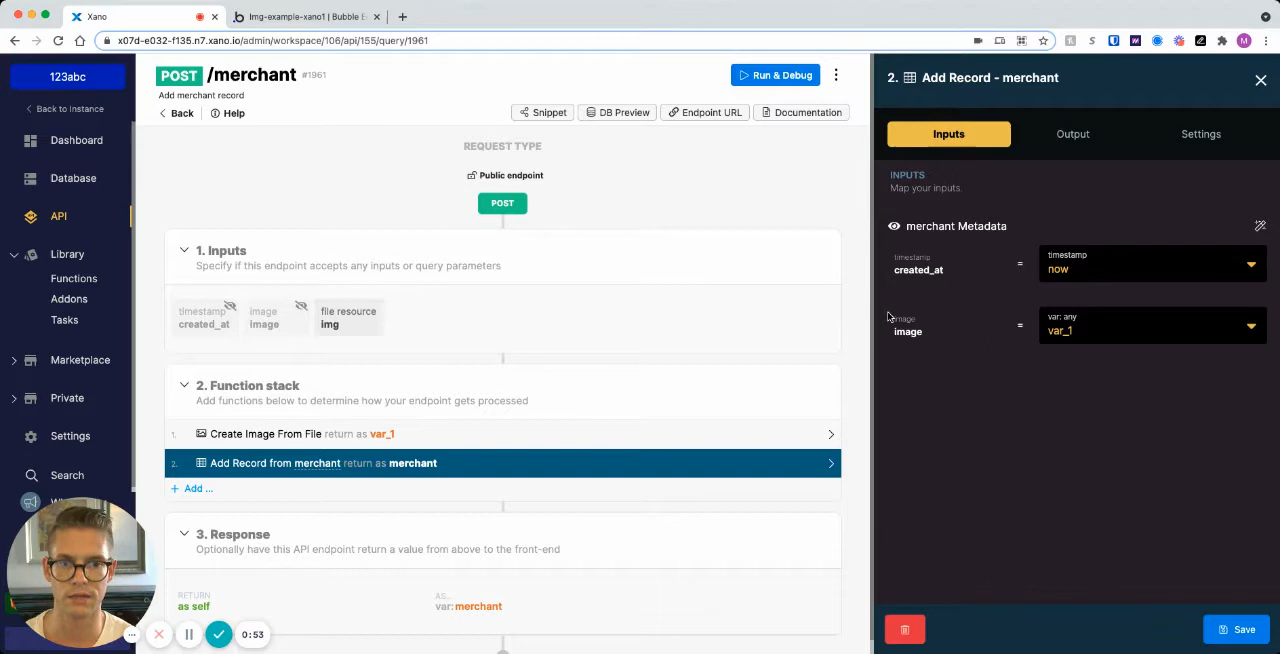 Xano
Img-example-xano1 | Bubble E
x07d-e032-f135.n7.xano.io/admin/workspace/106/api/155/query/1961
M
123abc
Back to Instance
Dashboard
Database
API
Library
Functions
Addons
Tasks
Marketplace
Private
Settings
Search
POST /merchant #1961
Add merchant record
Back
Help
Run & Debug
Snippet
DB Preview
Endpoint URL
Documentation
REQUEST TYPE
Public endpoint
POST
1. Inputs
Specify if this endpoint accepts any inputs or query parameters
timestamp
created_at
image
image
file resource
img
2. Function stack
Add functions below to determine how your endpoint gets processed
1. Create Image From File return as var_1
2. Add Record from merchant return as merchant
+ Add ...
3. Response
Optionally have this API endpoint return a value from above to the front-end
RETURN
as self
AS...
var: merchant
0:53
2. Add Record - merchant
Inputs
Output
Settings
INPUTS
Map your inputs.
merchant Metadata
timestamp
created_at
=
timestamp
now
image
image
=
var: any
var_1
Save